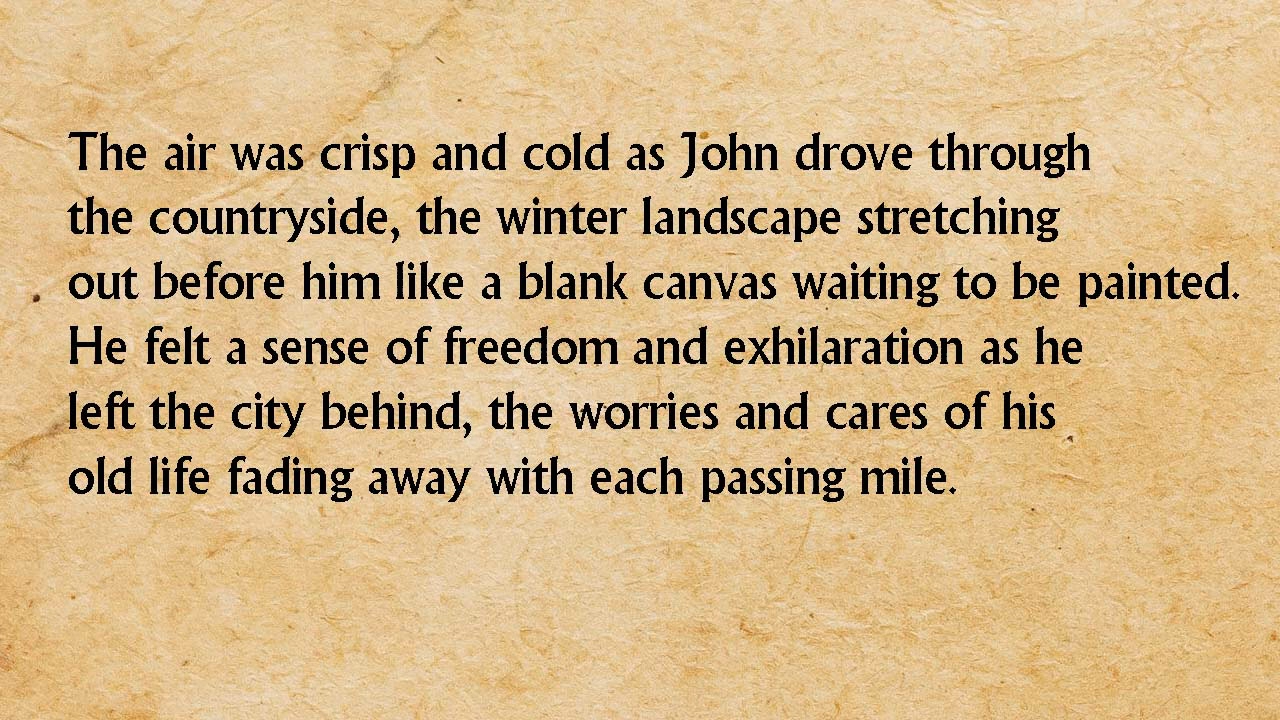 The air was crisp and cold as John drove through
the countryside, the winter landscape stretching
out before him like a blank canvas waiting to be painted.
He felt a sense of freedom and exhilaration as he
left the city behind, the worries and cares of his
old life fading away with each passing mile.